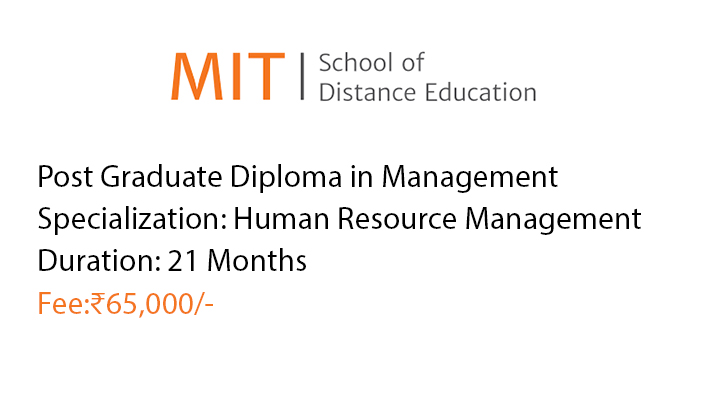 MIT
School of
Distance Education
Post Graduate Diploma in Management
Specialization: Human Resource Management
Duration: 21 Months
Fee:₹65,000/-